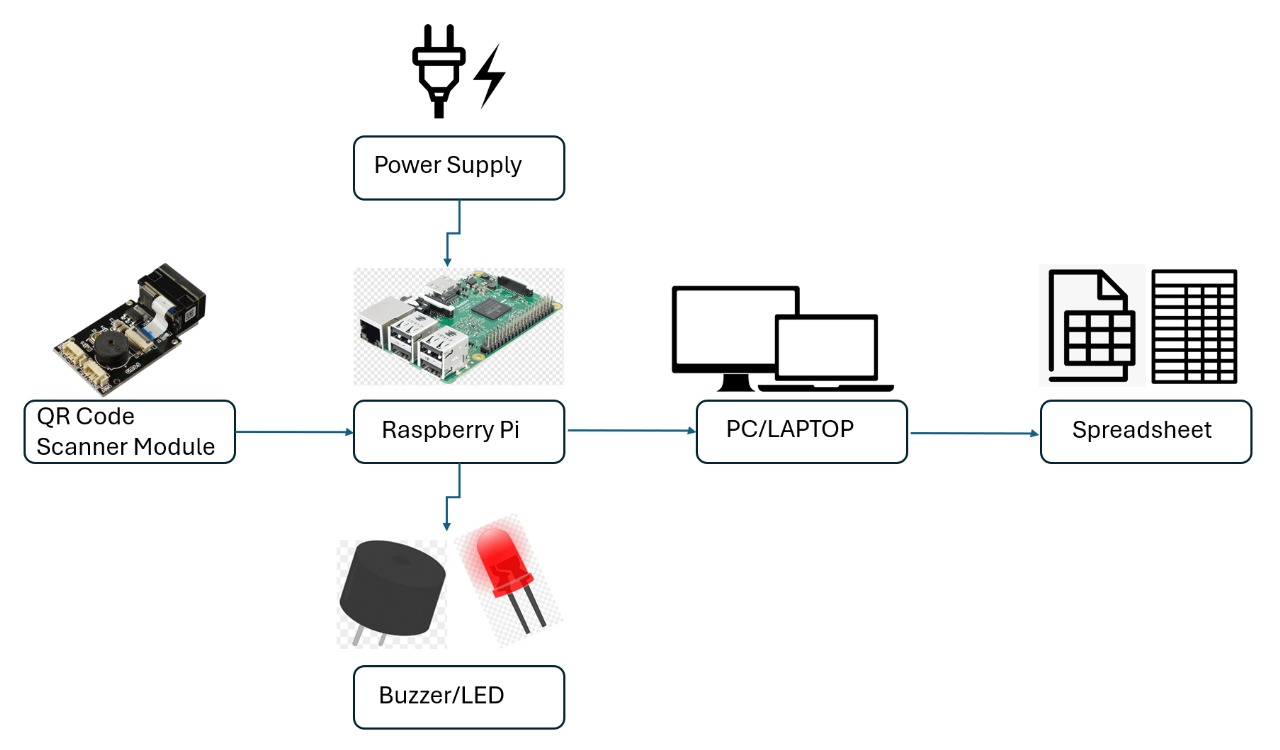 Power Supply
QR Code
Scanner Module
Raspberry Pi
PC/LAPTOP
Spreadsheet
Buzzer/LED